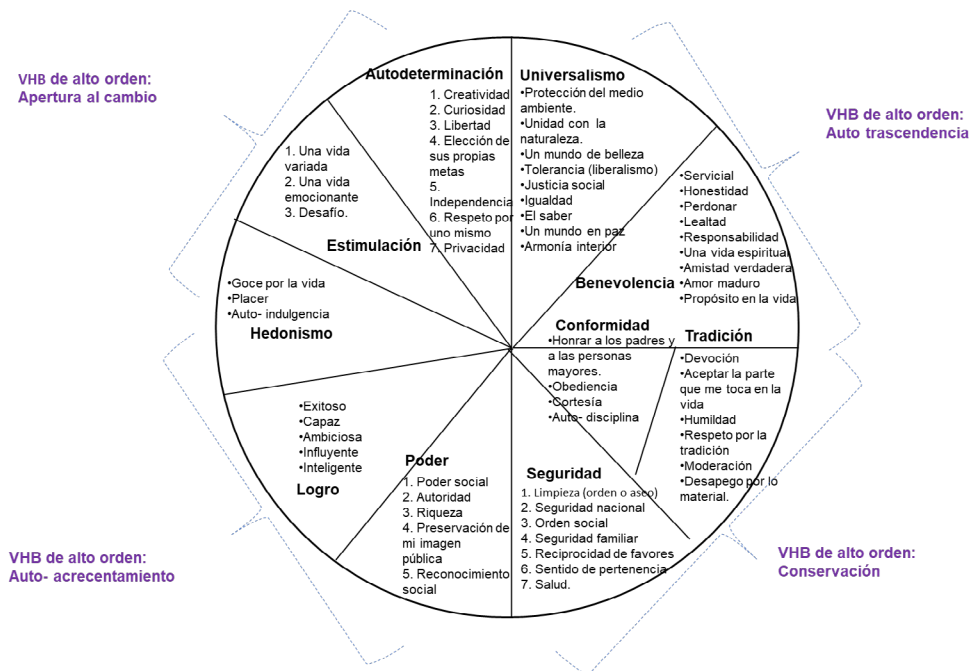 VHB de alto orden:
Apertura al cambio
Autodeterminación
1. Creatividad
2. Curiosidad
3. Libertad
4. Elección de
sus propias
metas
5.
Independencia
6. Respeto por
uno mismo
7. Privacidad
Universalismo
•Protección del medio
ambiente.
•Unidad con la
naturaleza.
•Un mundo de belleza
•Tolerancia (liberalismo)
•Justicia social
•Igualdad
•El saber
•Un mundo en paz
•Armonía interior
VHB de alto orden:
Auto trascendencia
1. Una vida
variada
2. Una vida
emocionante
3. Desafío.
Estimulación
•Servicial
•Honestidad
•Perdonar
•Lealtad
•Responsabilidad
•Una vida espiritual
•Amistad verdadera
•Amor maduro
•Propósito en la vida
Benevolencia
•Goce por la vida
•Placer
•Auto- indulgencia
Hedonismo
Conformidad
•Honrar a los padres y
a las personas
mayores.
•Obediencia
•Cortesía
•Auto- disciplina
Tradición
•Devoción
•Aceptar la parte
que me toca en la
vida
•Humildad
•Respeto por la
tradición
•Moderación
•Desapego por lo
material.
•Exitoso
•Capaz
•Ambiciosa
•Influyente
•Inteligente
Logro
Poder
1. Poder social
2. Autoridad
3. Riqueza
4. Preservación de
mi imagen
pública
5. Reconocimiento
social
Seguridad
1. Limpieza (orden o aseo)
2. Seguridad nacional
3. Orden social
4. Seguridad familiar
5. Reciprocidad de favores
6. Sentido de pertenencia
7. Salud.
VHB de alto orden:
Auto- acrecentamiento
VHB de alto orden:
Conservación